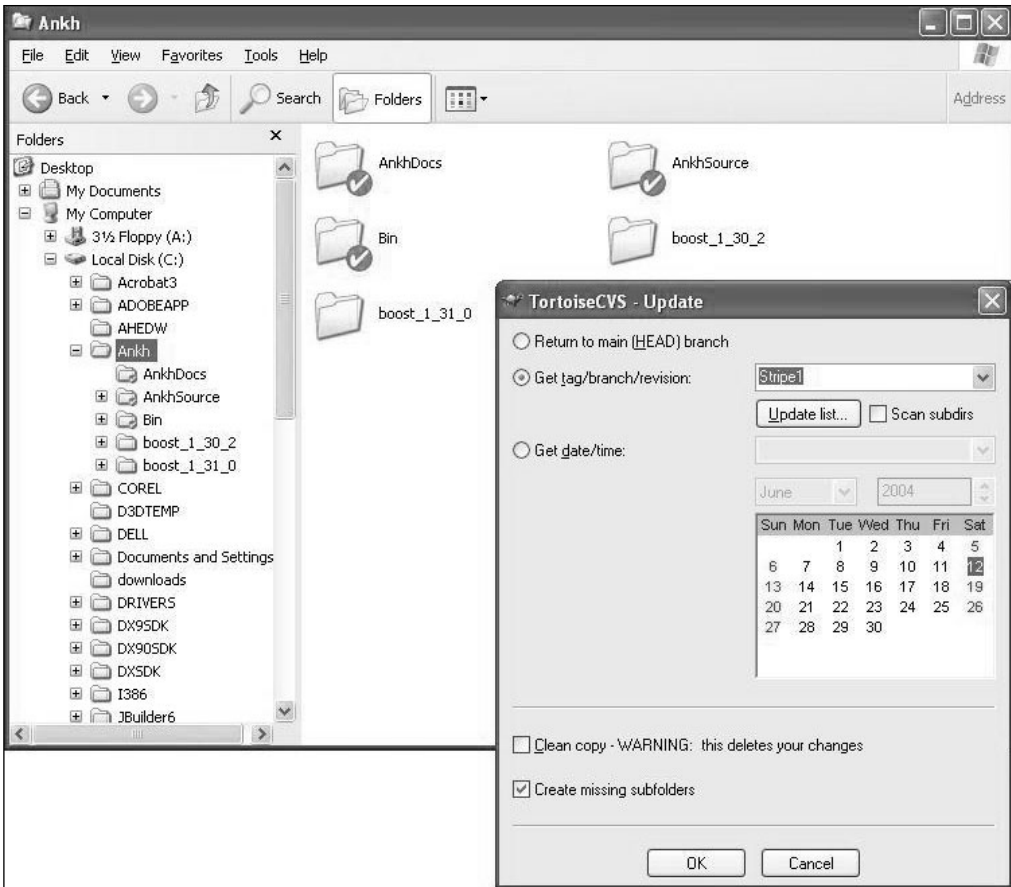 Ankh
File Edit View Favorites Tools Help
Back Search Folders Address
Folders
Desktop
My Documents
My Computer
3½ Floppy (A:)
Local Disk (C:)
Acrobat3
ADOBEAPP
AHEDW
Ankh
AnkhDocs
AnkhSource
Bin
boost_1_30_2
boost_1_31_0
COREL
D3DTEMP
DELL
Documents and Settings
downloads
DRIVERS
DX9SDK
DX90SDK
DXSDK
I386
JBuilder6
AnkhDocs AnkhSource
Bin boost_1_30_2
boost_1_31_0
TortoiseCVS - Update
Return to main (HEAD) branch
Get tag/branch/revision: Stripe1
Update list... Scan subdirs
Get date/time:
June 2004
Sun Mon Tue Wed Thu Fri Sat
1 2 3 4 5
6 7 8 9 10 11 12
13 14 15 16 17 18 19
20 21 22 23 24 25 26
27 28 29 30
Clean copy - WARNING: this deletes your changes
Create missing subfolders
OK Cancel